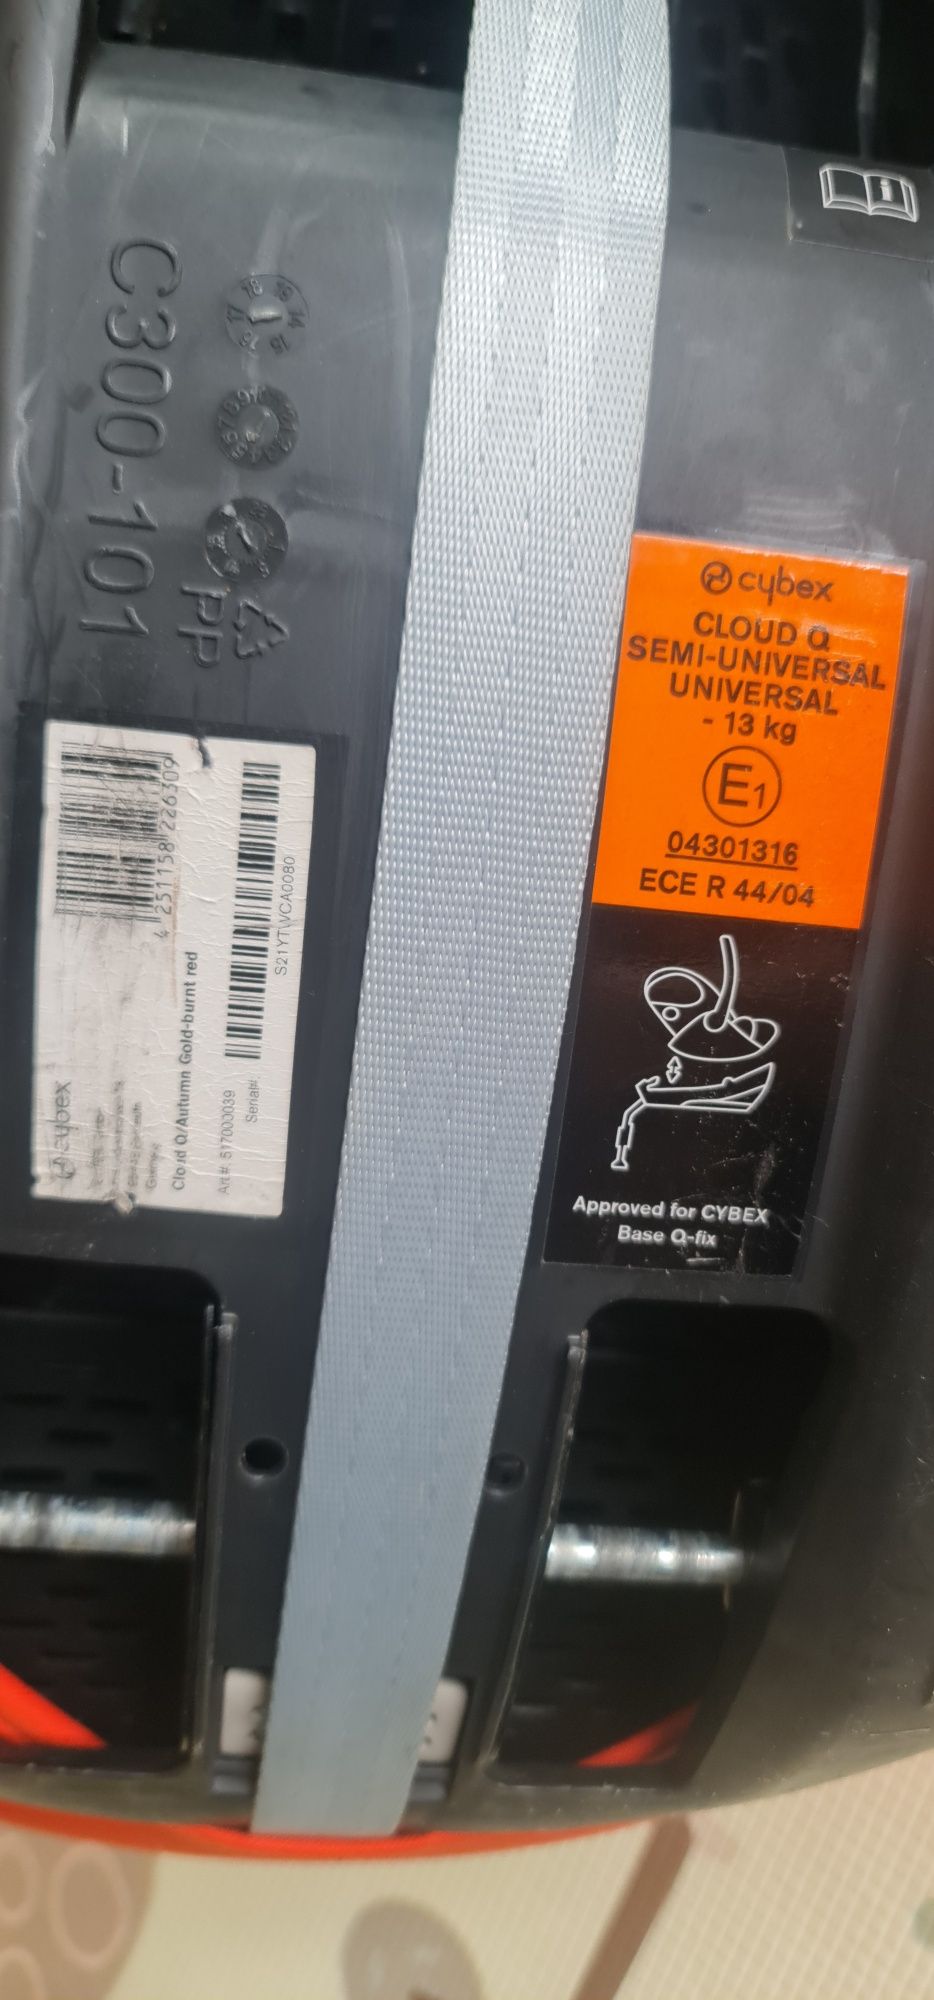 C300-101
PP
cybex
CLOUD Q
SEMI-UNIVERSAL
UNIVERSAL
- 13 kg
E1
04301316
ECE R 44/04
Approved for CYBEX
Base Q-fix
4 251158 226309
cybex
Cloud Q/Autumn Gold-burnt red
Art#: 517000039
Serial#:
S21YTWCA0080